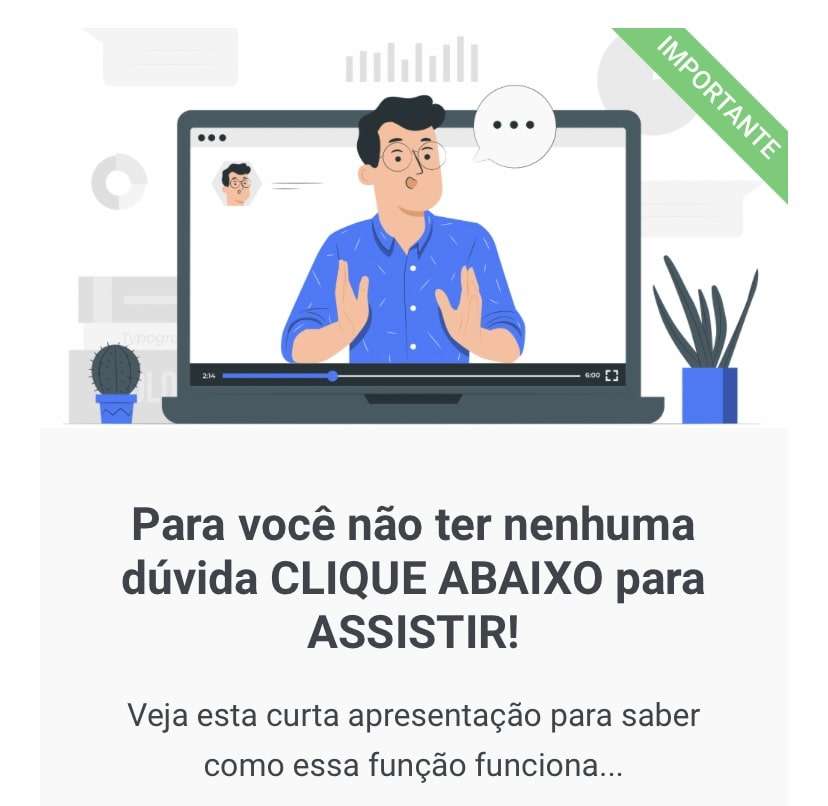 IMPORTANTE
Typogra
2:14
6:00
Para você não ter nenhuma
dúvida CLIQUE ABAIXO para
ASSISTIR!
Veja esta curta apresentação para saber
como essa função funciona...